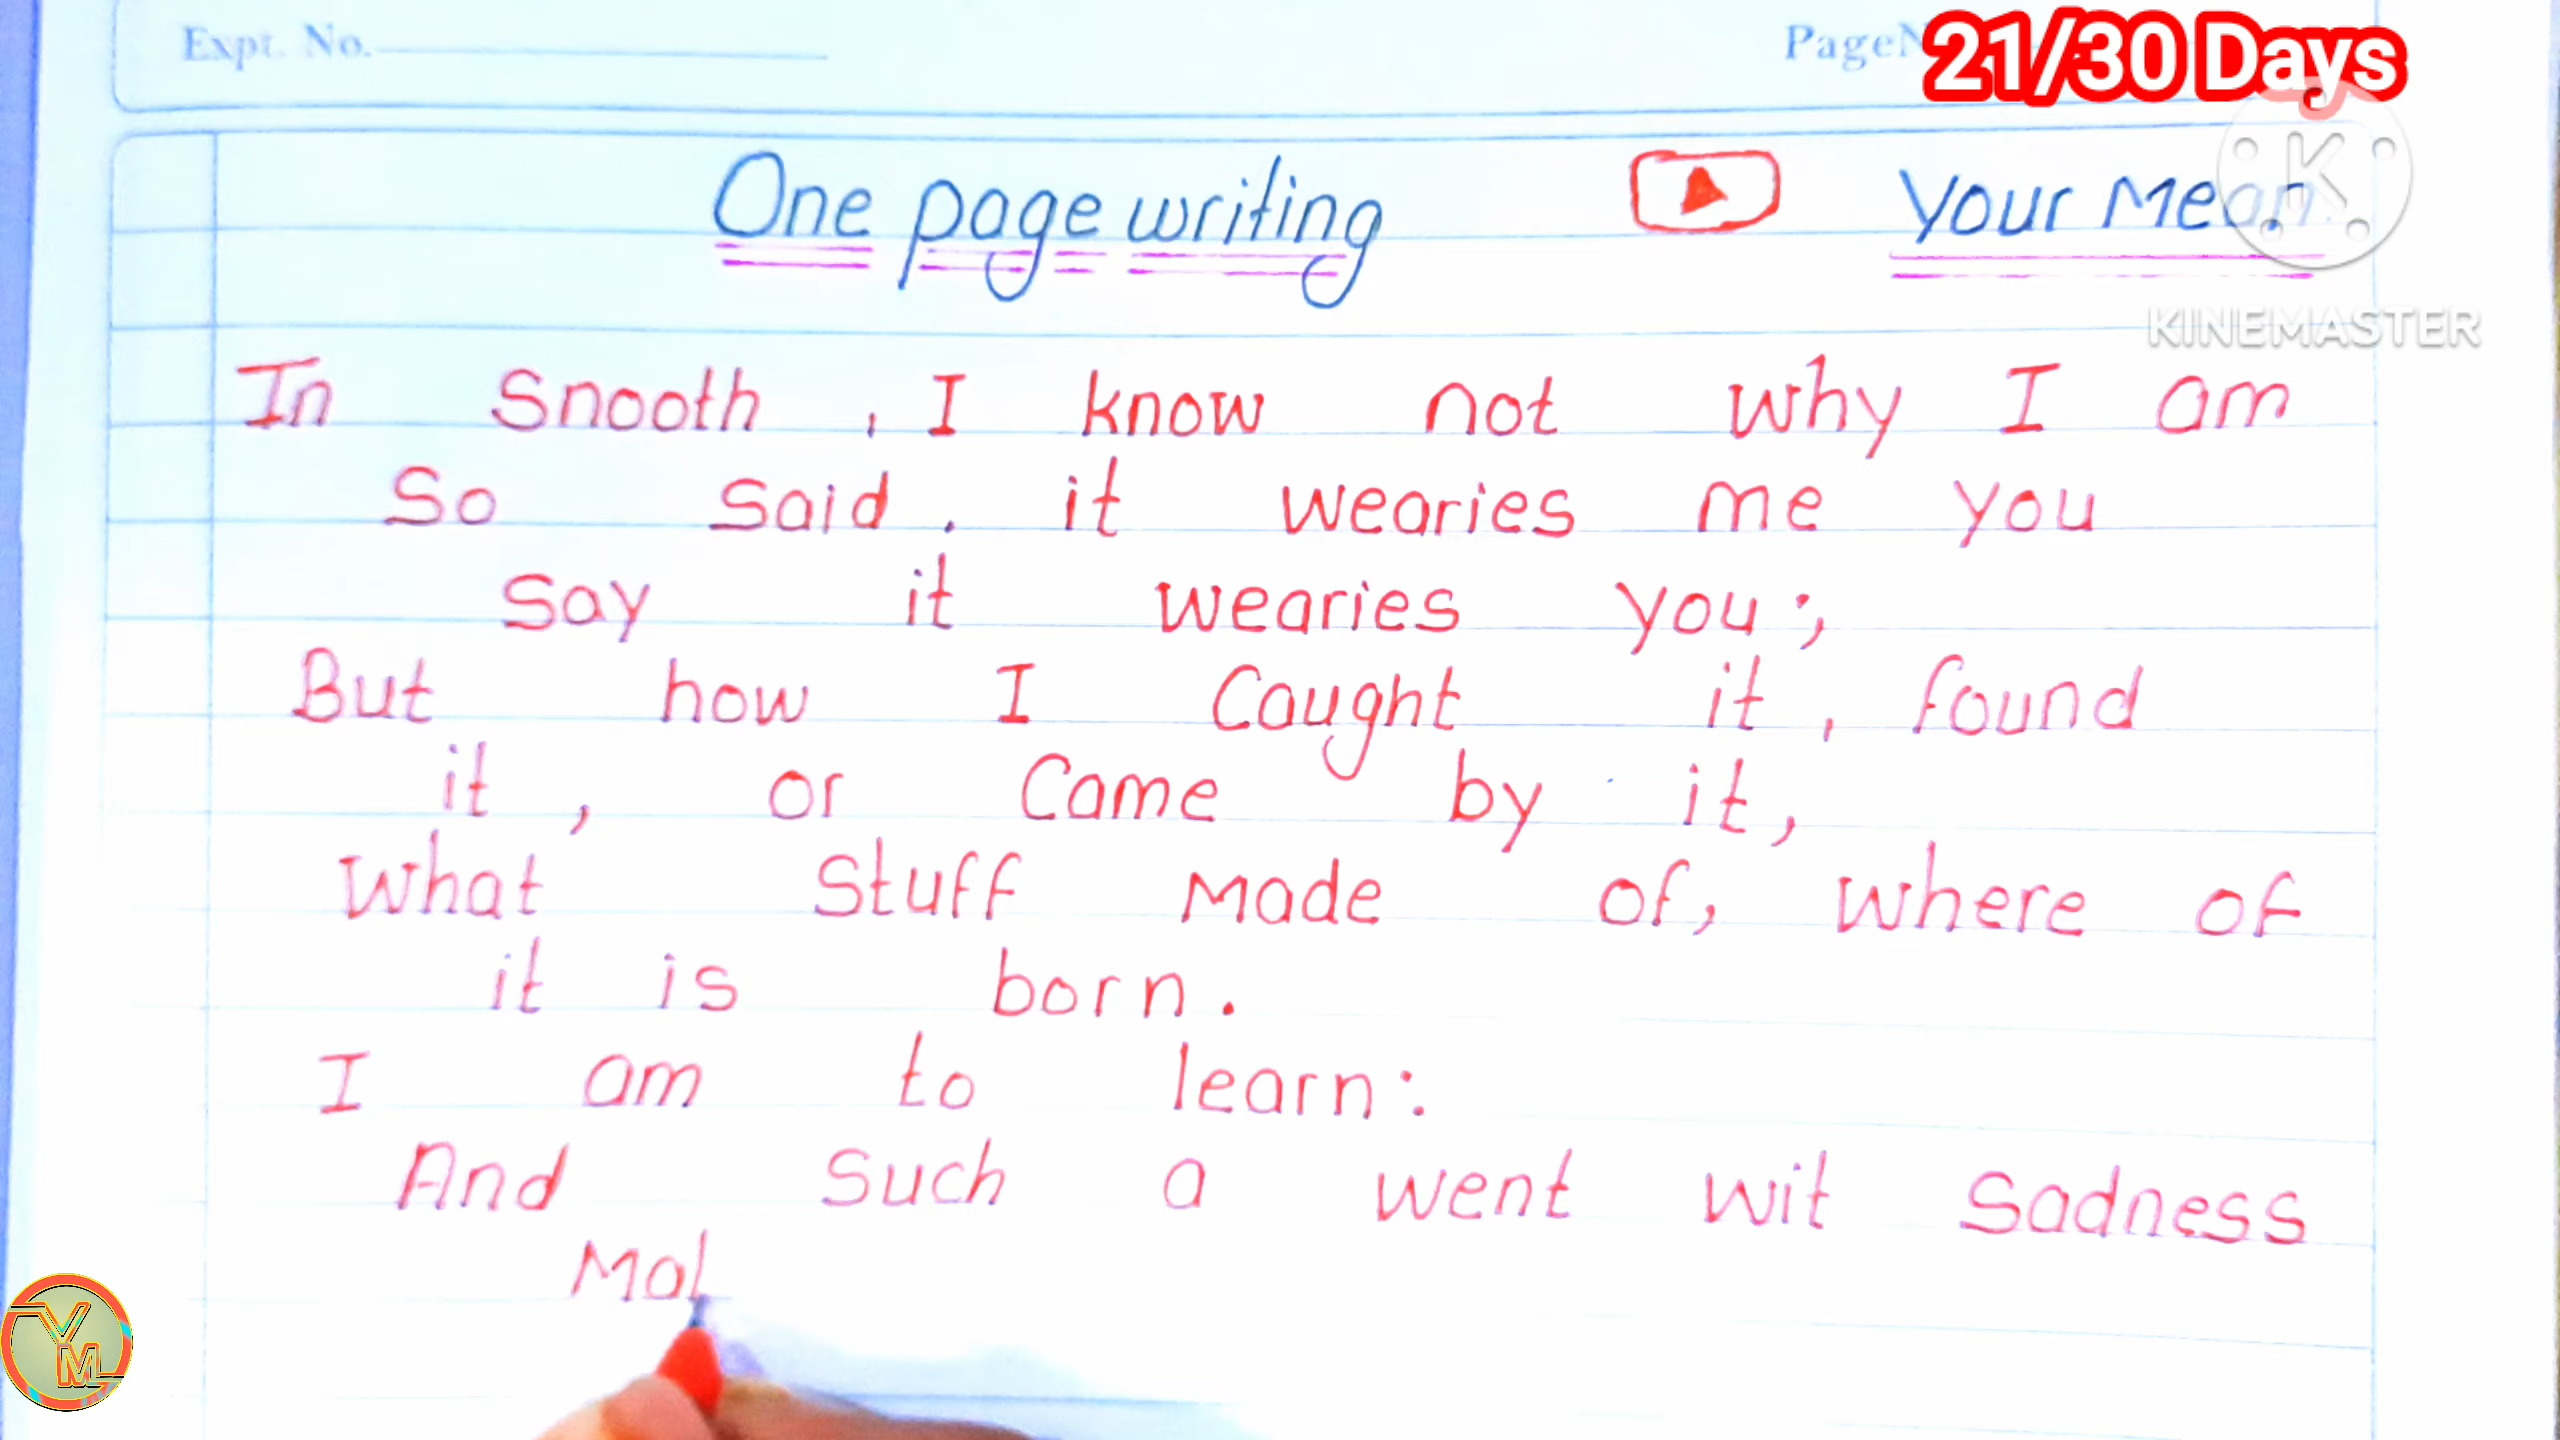 Expt. No.
21/30 Days
One page writing
Your Mean
KINEMASTER
In Snooth , I know not why I am
So said . it wearies me you
Say it wearies you:,
But how I Caught it , found
it , or Came by it,
What Stuff Made of, where of
it is born.
I am to learn:
And Such a went wit Sadness
YM